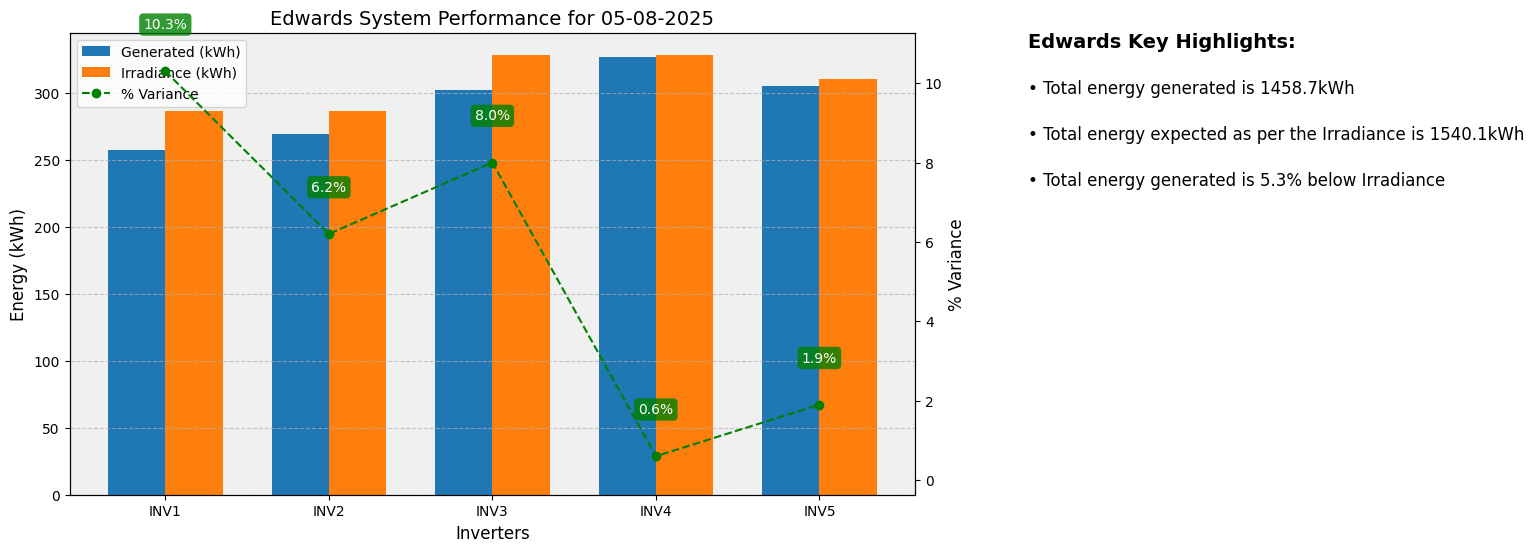 Edwards System Performance for 05-08-2025
10.3%
Generated (kWh)
Irradiance (kWh)
% Variance
300
250
200
150
100
50
0
Energy (kWh)
6.2%
8.0%
0.6%
1.9%
10
8
6
4
2
0
% Variance
INV1
INV2
INV3
INV4
INV5
Inverters
Edwards Key Highlights:
• Total energy generated is 1458.7kWh
• Total energy expected as per the Irradiance is 1540.1kWh
• Total energy generated is 5.3% below Irradiance